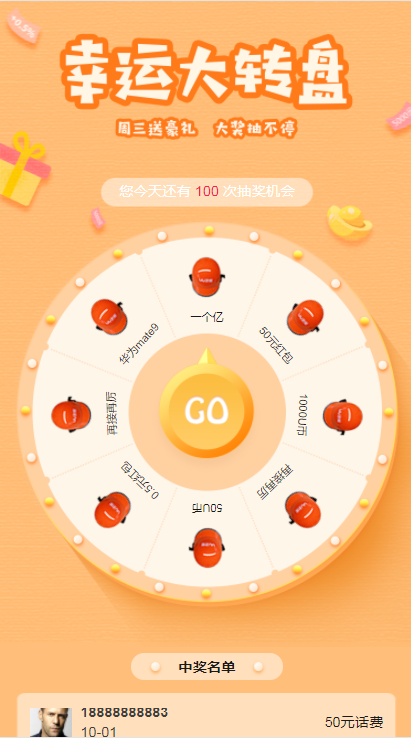 +0.5%
幸运大转盘
周三送豪礼 大奖抽不停
您今天还有 100 次抽奖机会
一个亿
50元红包
1000U币
再接再厉
50U币
0.5元红包
再接再厉
华为mate9
GO
中奖名单
18888888883
10-01
50元话费